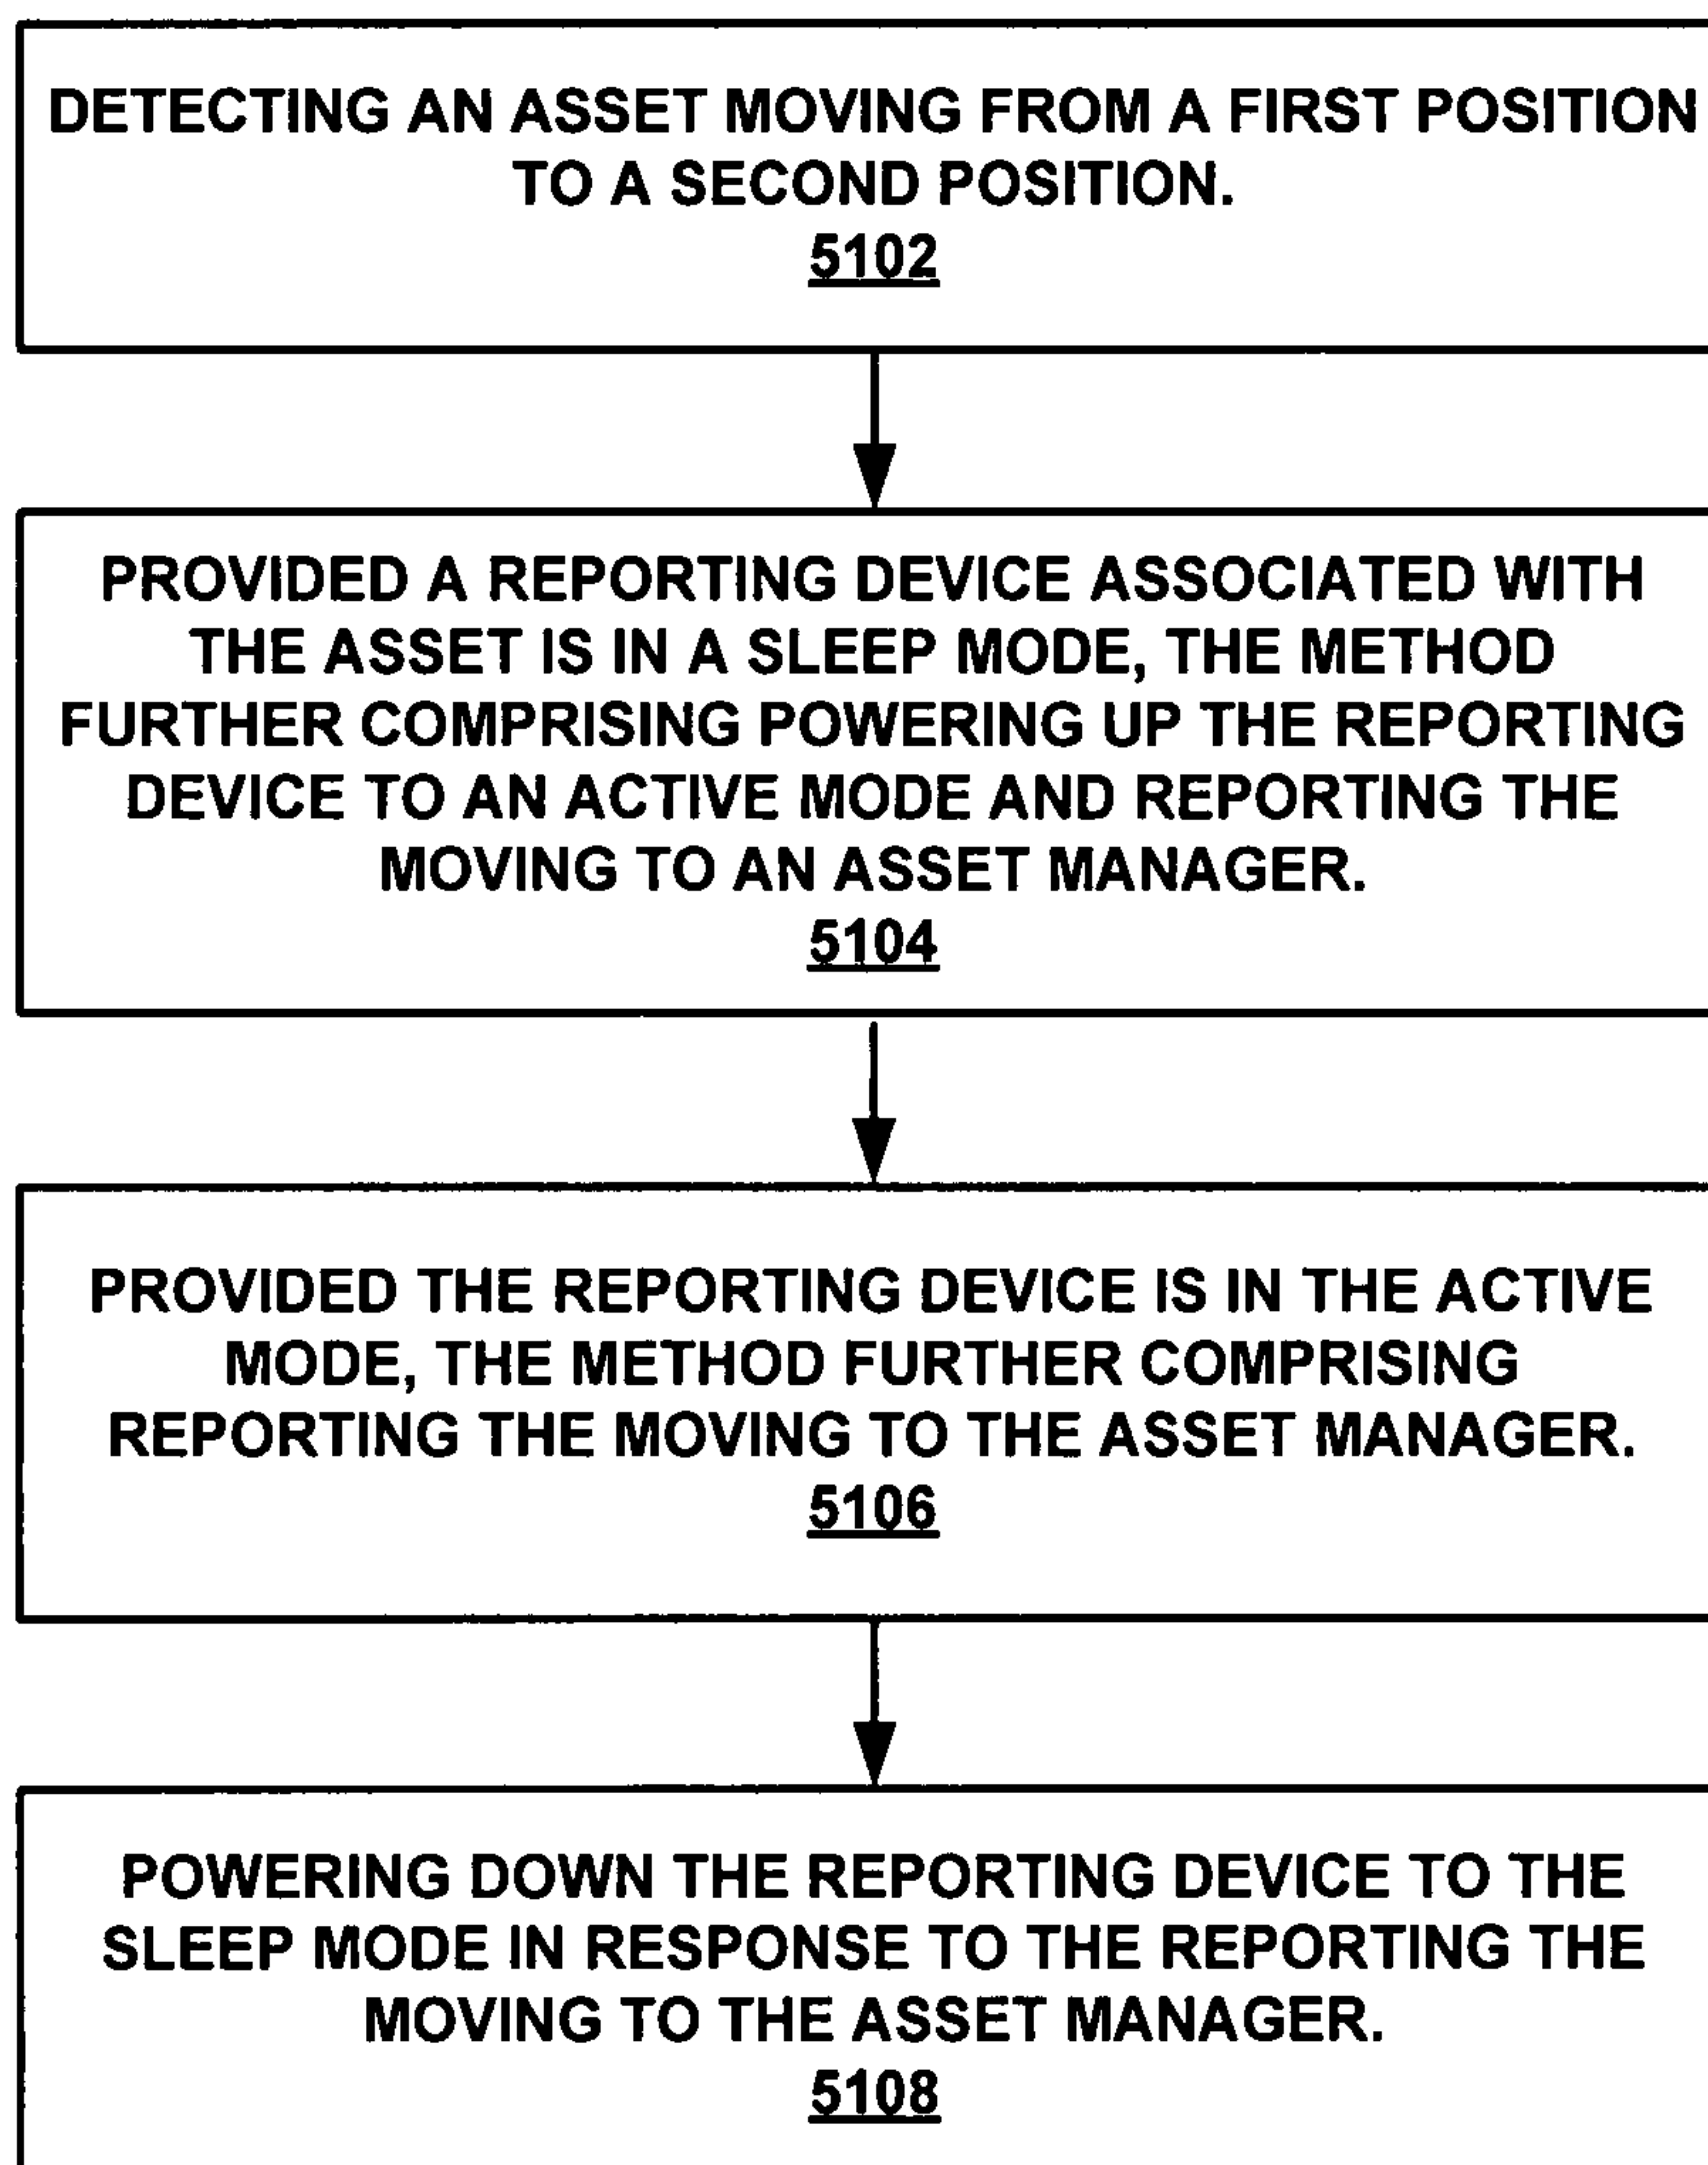 DETECTING AN ASSET MOVING FROM A FIRST POSITION
TO A SECOND POSITION.
5102
PROVIDED A REPORTING DEVICE ASSOCIATED WITH
THE ASSET IS IN A SLEEP MODE, THE METHOD
FURTHER COMPRISING POWERING UP THE REPORTING
DEVICE TO AN ACTIVE MODE AND REPORTING THE
MOVING TO AN ASSET MANAGER.
5104
PROVIDED THE REPORTING DEVICE IS IN THE ACTIVE
MODE, THE METHOD FURTHER COMPRISING
REPORTING THE MOVING TO THE ASSET MANAGER.
5106
POWERING DOWN THE REPORTING DEVICE TO THE
SLEEP MODE IN RESPONSE TO THE REPORTING THE
MOVING TO THE ASSET MANAGER.
5108